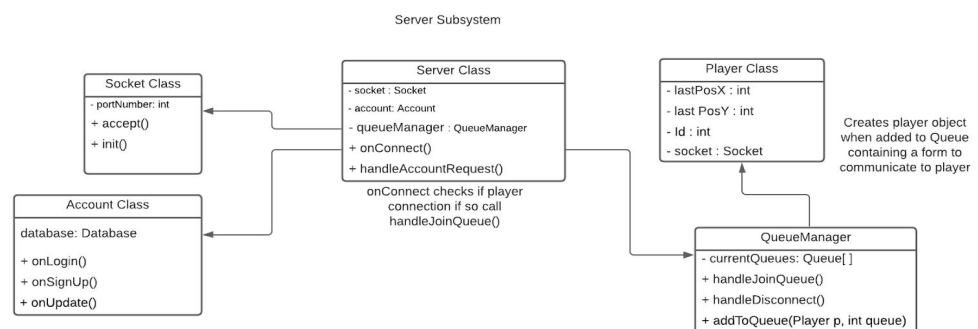 Server Subsystem
Socket Class
- portNumber: int
+ accept()
+ init()
Server Class
- socket : Socket
- account: Account
- queueManager : QueueManager
+ onConnect()
+ handleAccountRequest()
onConnect checks if player
connection if so call
handleJoinQueue()
Player Class
- lastPosX : int
- last PosY : int
- Id : int
- socket : Socket
Creates player object
when added to Queue
containing a form to
communicate to player
Account Class
database: Database
+ onLogin()
+ onSignUp()
+ onUpdate()
QueueManager
- currentQueues: Queue[ ]
+ handleJoinQueue()
+ handleDisconnect()
+ addToQueue(Player p, int queue)